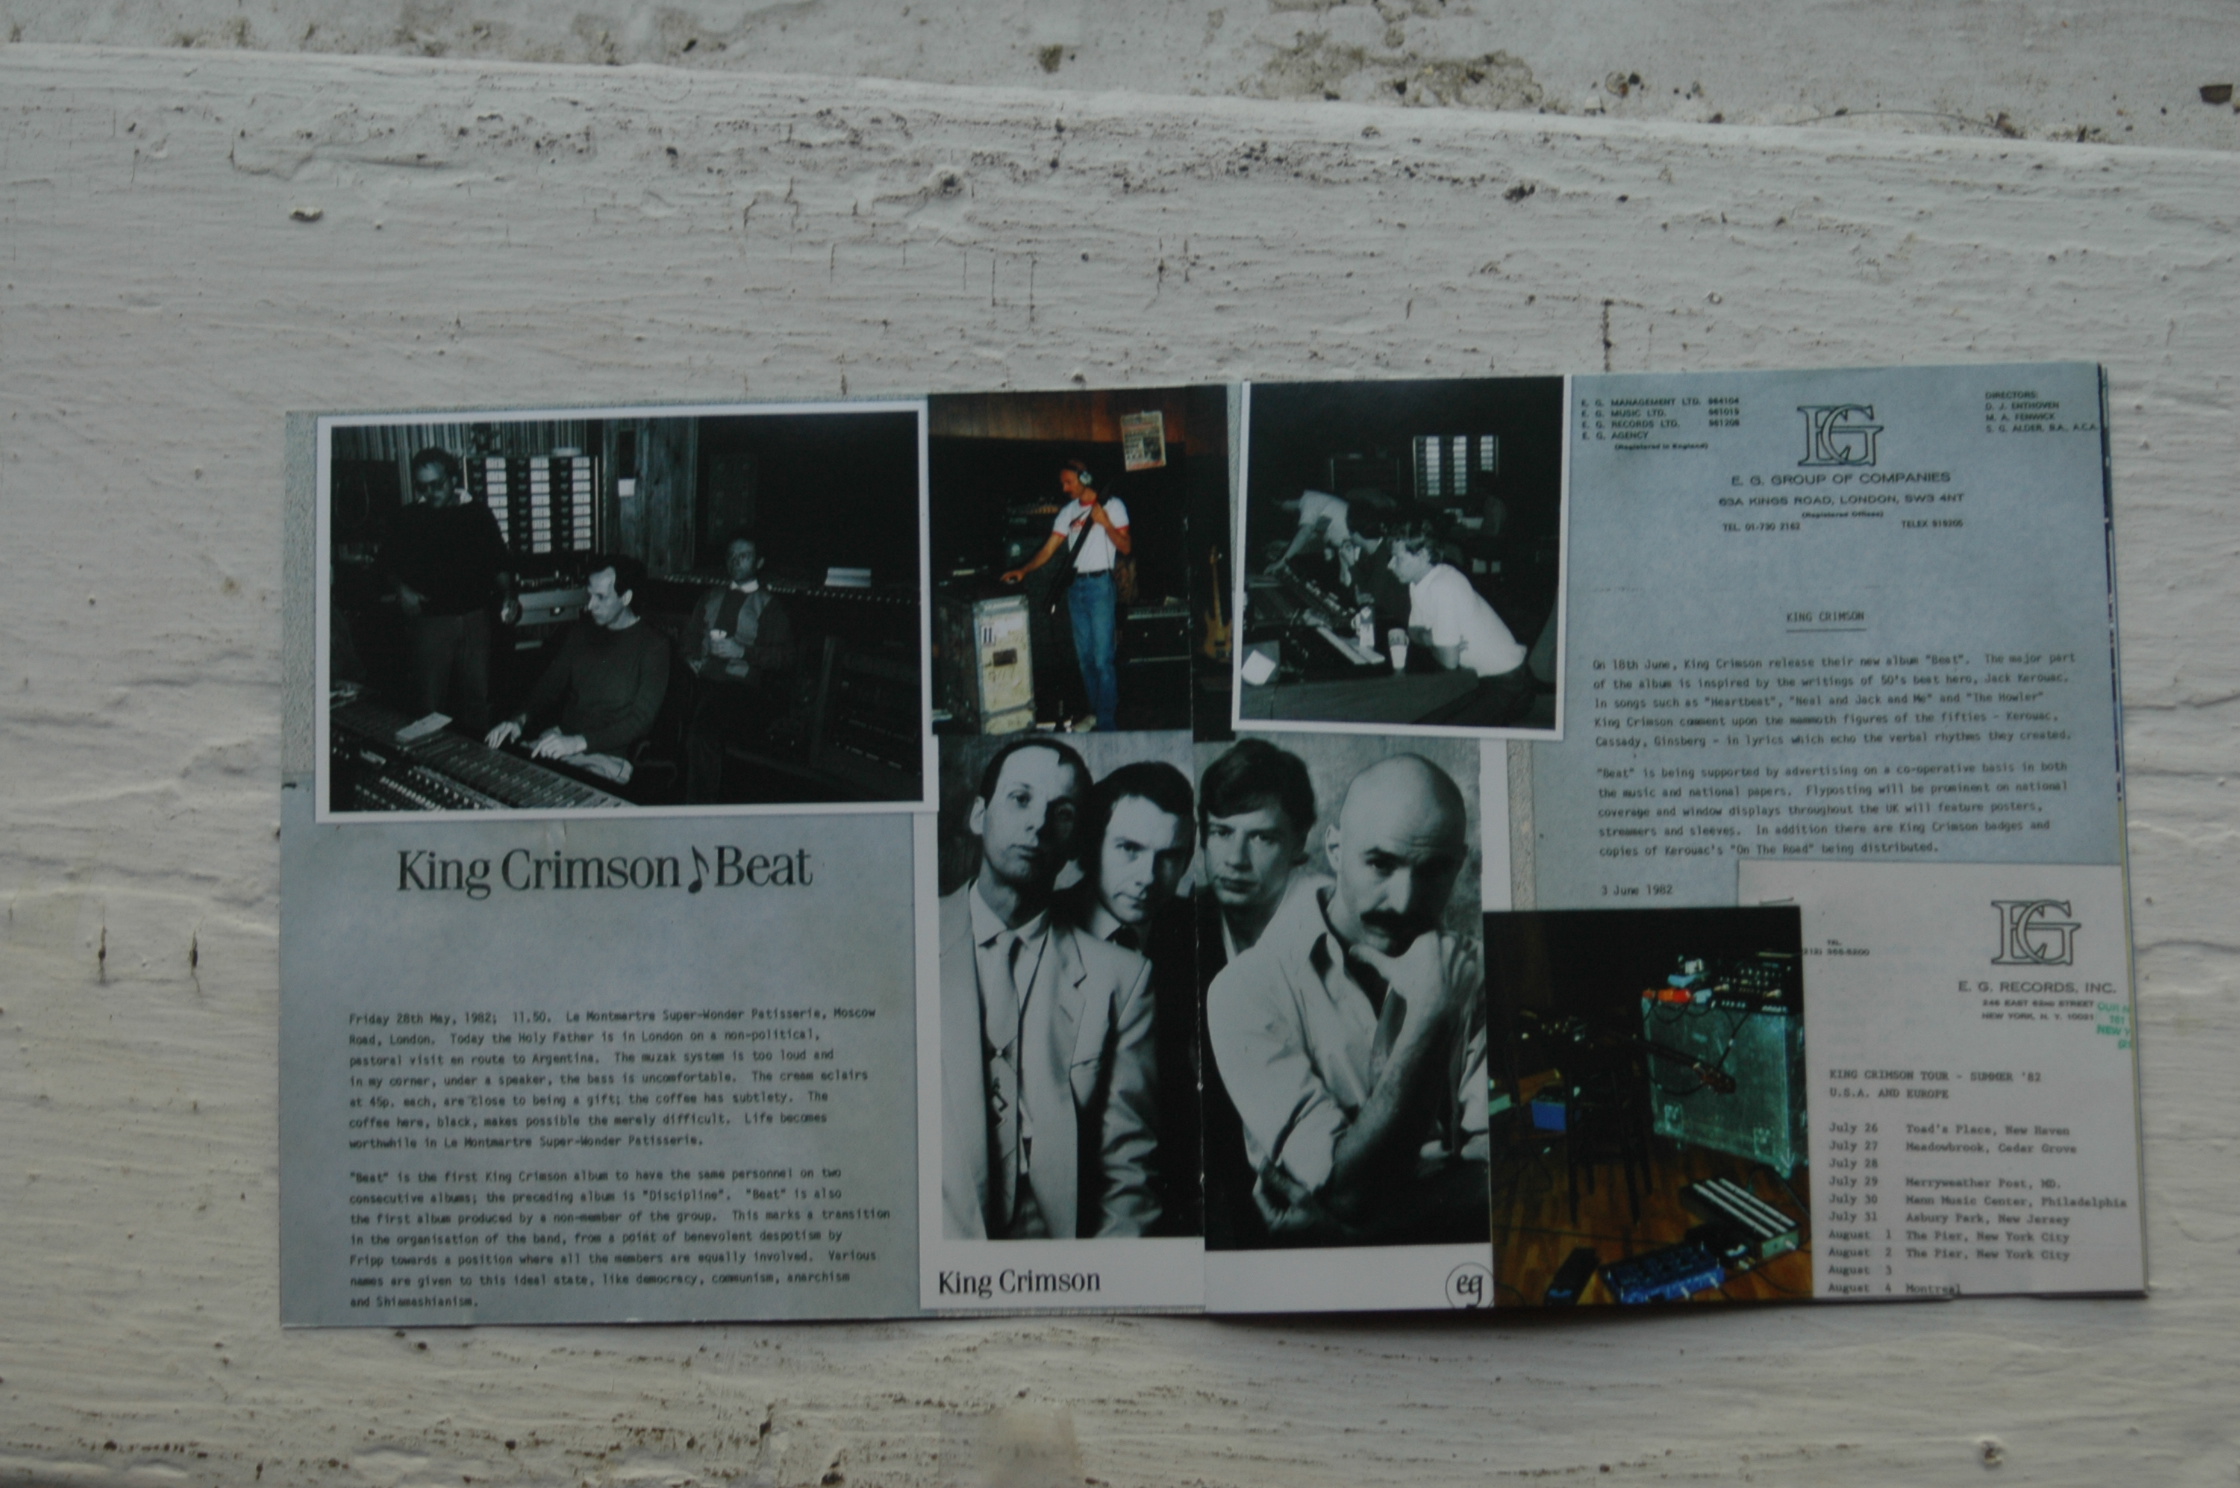 King Crimson♪Beat
Friday 28th May, 1982; 11.50. Le Montmartre Super-Wonder Patisserie, Moscow
Road, London. Today the Holy Father is in London on a non-political,
pastoral visit en route to Argentina. The muzak system is too loud and
in my corner, under a speaker, the bass is uncomfortable. The cream eclairs
at 45p. each, are close to being a gift; the coffee has subtlety. The
coffee here, black, makes possible the merely difficult. Life becomes
worthwhile in Le Montmartre Super-Wonder Patisserie.
"Beat" is the first King Crimson album to have the same personnel on two
consecutive albums; the preceding album is "Discipline". "Beat" is also
the first album produced by a non-member of the group. This marks a transition
in the organisation of the band, from a point of benevolent despotism by
Fripp towards a position where all the members are equally involved. Various
names are given to this ideal state, like democracy, communism, anarchism
and Shiamashianism.
King Crimson
eg
E. G. MANAGEMENT LTD. 984104
E. G. MUSIC LTD. 961019
E. G. RECORDS LTD. 981208
E. G. AGENCY
(Registered in England)
EG
DIRECTORS:
D. J. ENTHOVEN
M. A. FENWICK
S. G. ALDER, B.A., A.C.A.
E. G. GROUP OF COMPANIES
63A KINGS ROAD, LONDON, SW3 4NT
(Registered Offices)
TEL. 01-730 2162 TELEX 919205
KING CRIMSON
On 18th June, King Crimson release their new album "Beat". The major part
of the album is inspired by the writings of 50's beat hero, Jack Kerouac.
In songs such as "Heartbeat", "Neal and Jack and Me" and "The Howler"
King Crimson comment upon the mammoth figures of the fifties - Kerouac,
Cassady, Ginsberg - in lyrics which echo the verbal rhythms they created.
"Beat" is being supported by advertising on a co-operative basis in both
the music and national papers. Flyposting will be prominent on national
coverage and window displays throughout the UK will feature posters,
streamers and sleeves. In addition there are King Crimson badges and
copies of Kerouac's "On The Road" being distributed.
3 June 1982
EG
TEL.
E. G. RECORDS, INC.
246 EAST 62nd STREET
NEW YORK, N. Y. 10021
OUR
NEW
KING CRIMSON TOUR - SUMMER '82
U.S.A. AND EUROPE
July 26 Toad's Place, New Haven
July 27 Meadowbrook, Cedar Grove
July 28
July 29 Merryweather Post, MD.
July 30 Mann Music Center, Philadelphia
July 31 Asbury Park, New Jersey
August 1 The Pier, New York City
August 2 The Pier, New York City
August 3
August 4 Montreal